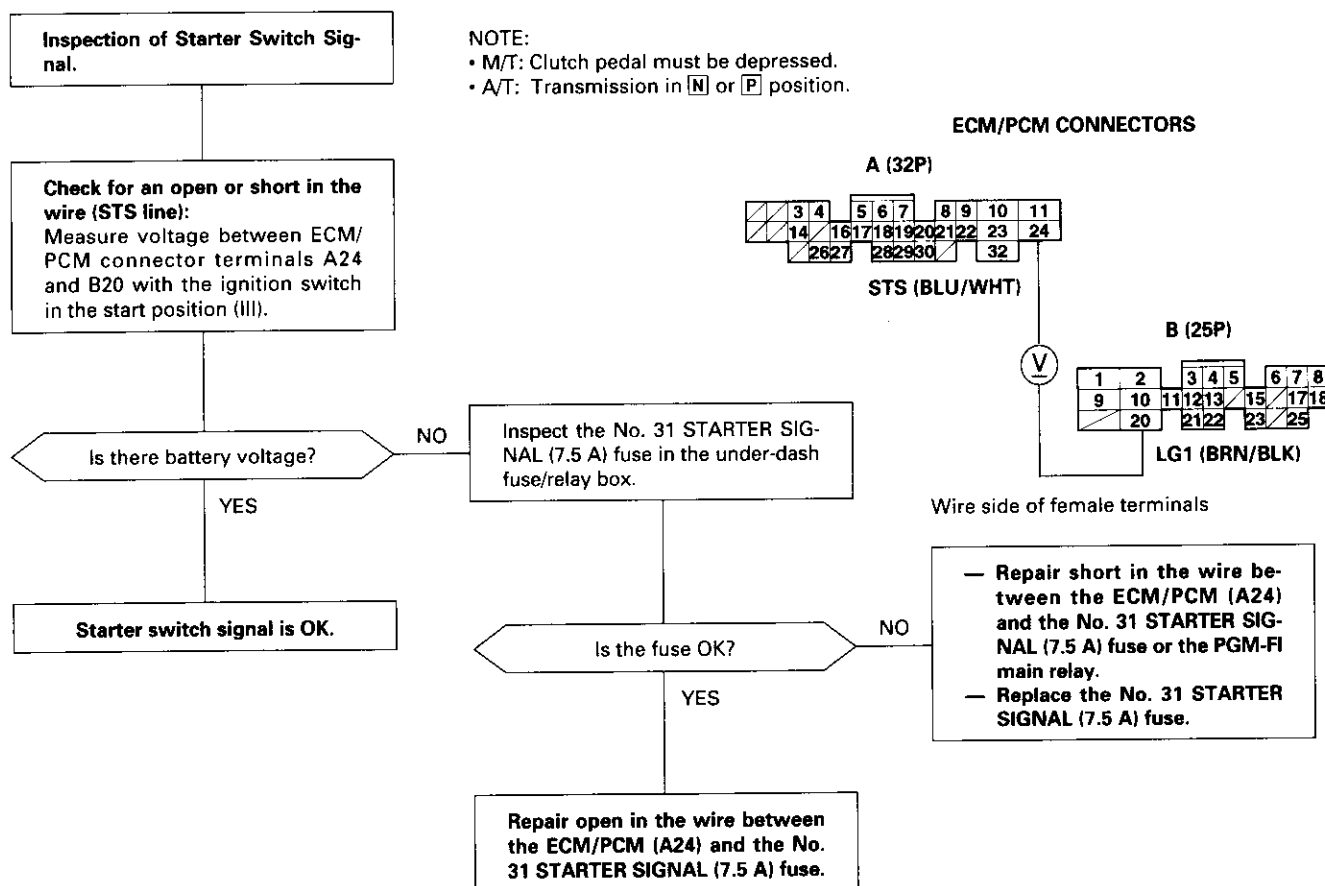 Inspection of Starter Switch Sig-
nal.
NOTE:
• M/T: Clutch pedal must be depressed.
• A/T: Transmission in N or P position.
Check for an open or short in the
wire (STS line):
Measure voltage between ECM/
PCM connector terminals A24
and B20 with the ignition switch
in the start position (III).
ECM/PCM CONNECTORS
A (32P)
3 4 5 6 7 8 9 10 11
14 16 17 18 19 20 21 22 23 24
26 27 28 29 30 32
STS (BLU/WHT)
V
B (25P)
1 2 3 4 5 6 7 8
9 10 11 12 13 15 17 18
20 21 22 23 25
LG1 (BRN/BLK)
Wire side of female terminals
Is there battery voltage?
NO
YES
Inspect the No. 31 STARTER SIG-
NAL (7.5 A) fuse in the under-dash
fuse/relay box.
Starter switch signal is OK.
Is the fuse OK?
NO
YES
— Repair short in the wire be-
tween the ECM/PCM (A24)
and the No. 31 STARTER SIG-
NAL (7.5 A) fuse or the PGM-FI
main relay.
— Replace the No. 31 STARTER
SIGNAL (7.5 A) fuse.
Repair open in the wire between
the ECM/PCM (A24) and the No.
31 STARTER SIGNAL (7.5 A) fuse.